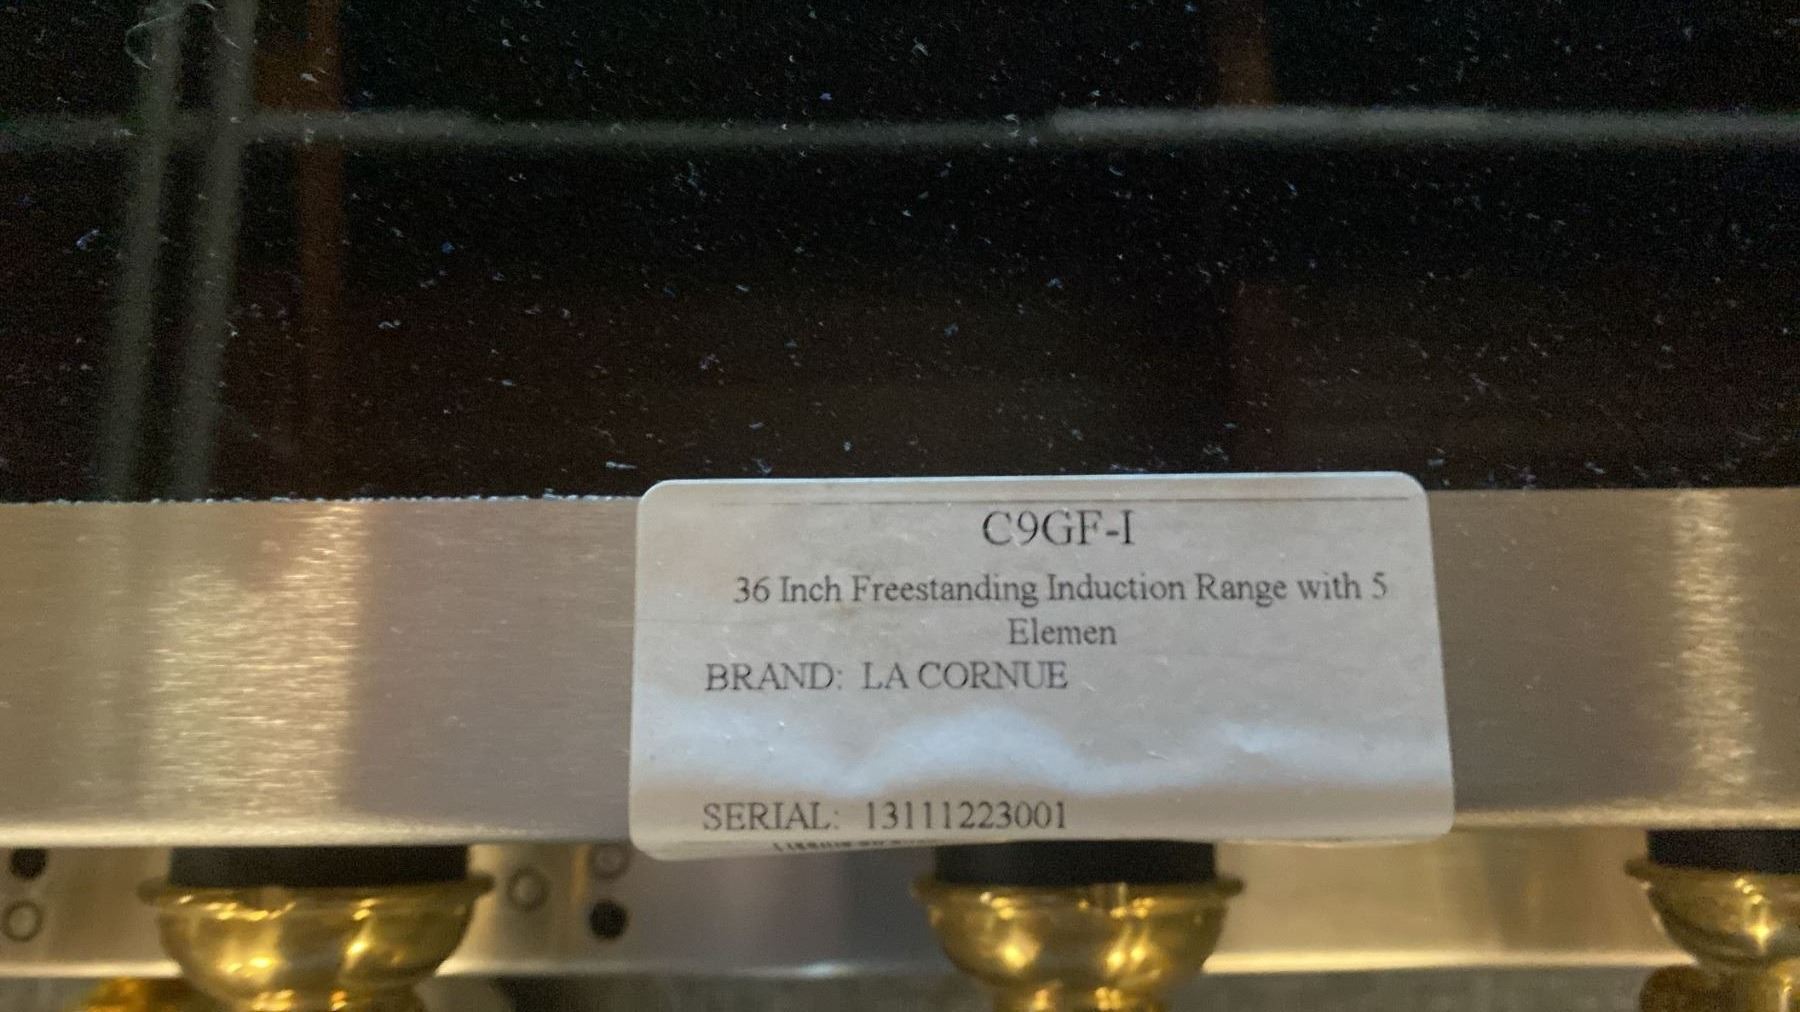 C9GF-I
36 Inch Freestanding Induction Range with 5
Elemen
BRAND: LA CORNUE
SERIAL: 13111223001